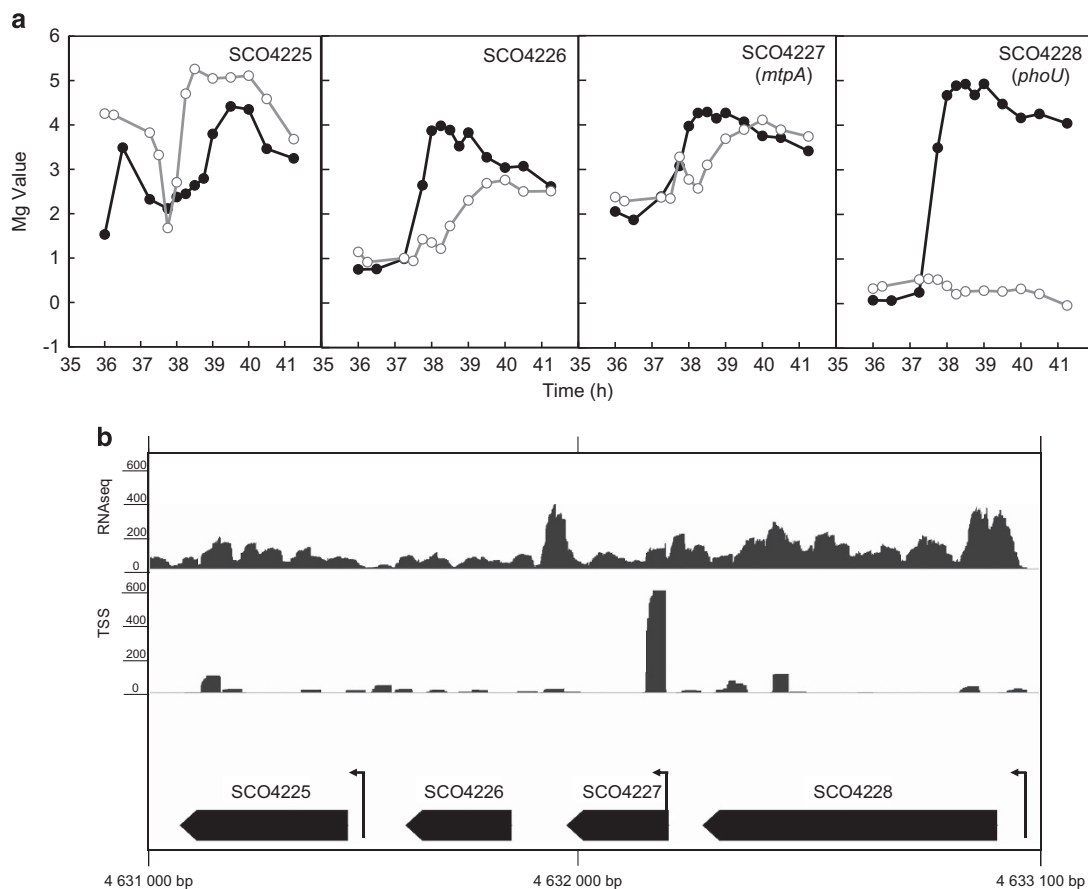 a
6
5
4
3
2
1
0
-1
Mg Value
SCO4225
SCO4226
SCO4227
(mtpA)
SCO4228
(phoU)
35 36 37 38 39 40 41
35 36 37 38 39 40 41
35 36 37 38 39 40 41
35 36 37 38 39 40 41
Time (h)
b
RNAseq
600
400
200
0
TSS
600
400
200
0
SCO4225
SCO4226
SCO4227
SCO4228
4 631 000 bp
4 632 000 bp
4 633 100 bp